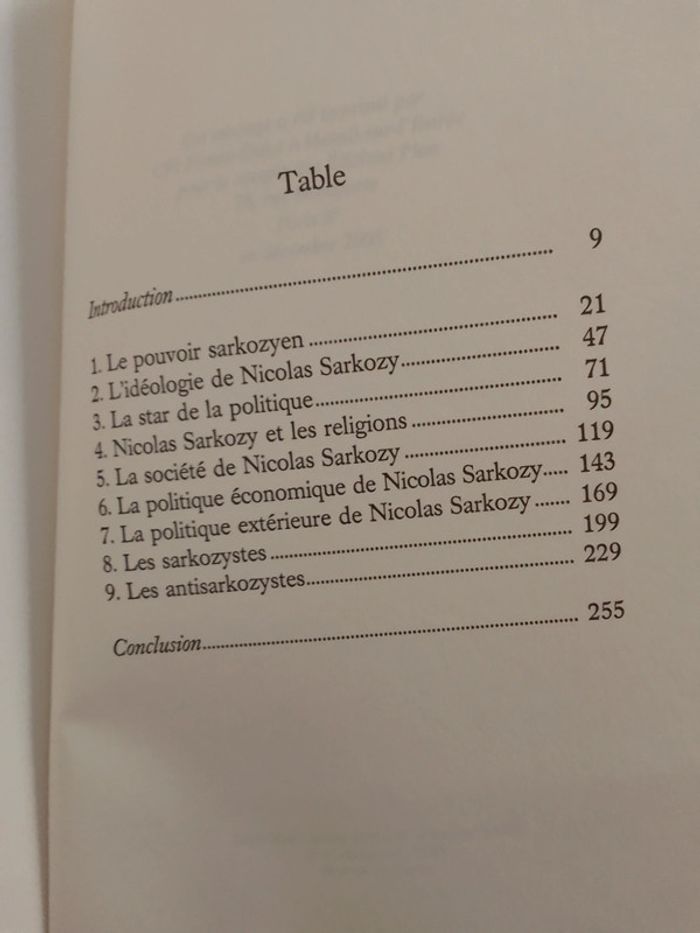 Table
Introduction 9
1. Le pouvoir sarkozyen 21
2. L'idéologie de Nicolas Sarkozy 47
3. La star de la politique 71
4. Nicolas Sarkozy et les religions 95
5. La société de Nicolas Sarkozy 119
6. La politique économique de Nicolas Sarkozy 143
7. La politique extérieure de Nicolas Sarkozy 169
8. Les sarkozystes 199
9. Les antisarkozystes 229
Conclusion 255